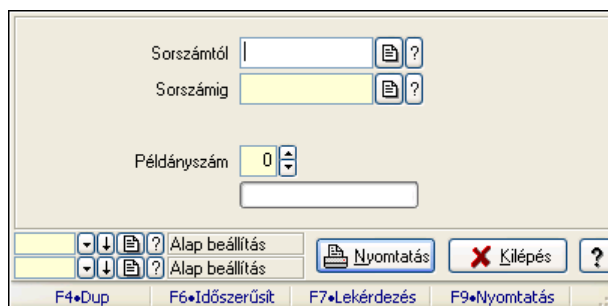 Sorszámtól ?
Sorszámig ?
Példányszám 0
? Alap beállítás
? Alap beállítás
Nyomtatás Kilépés ?
F4•Dup F6•Időszerűsít F7•Lekérdezés F9•Nyomtatás